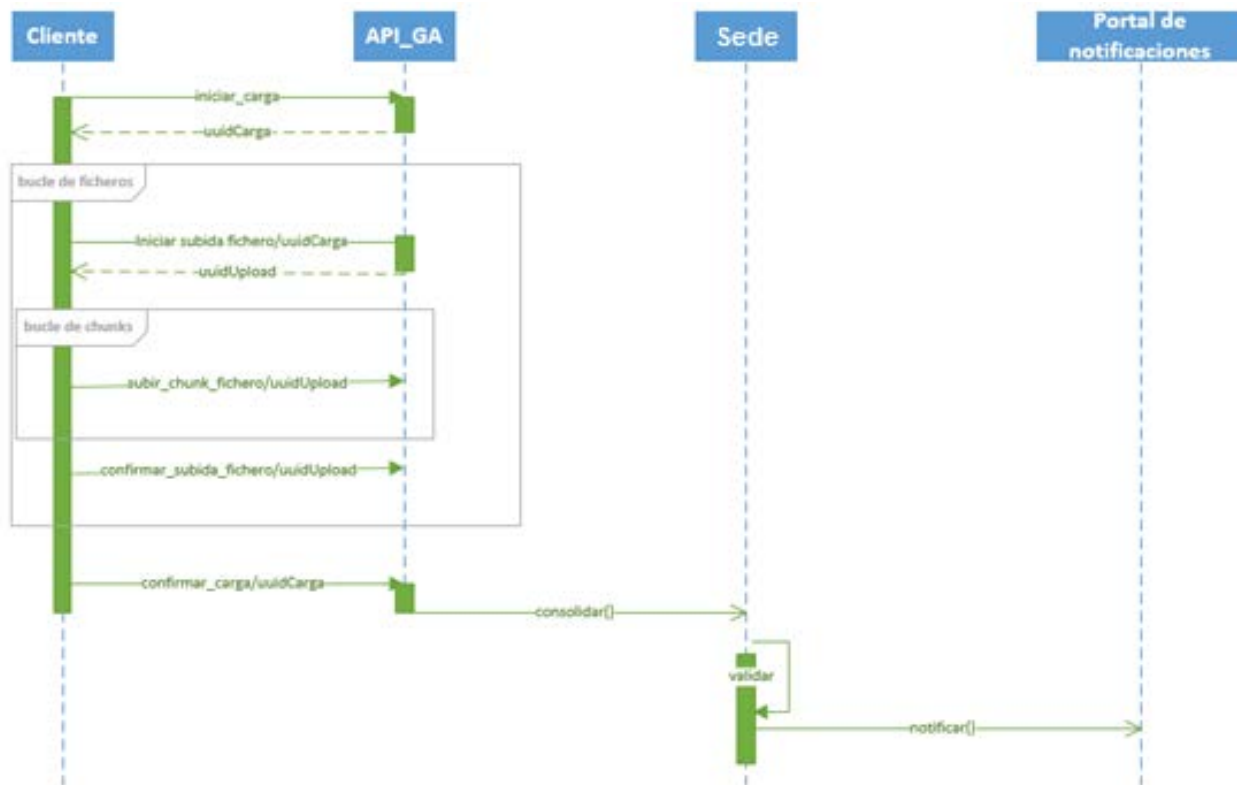 Cliente
API_GA
Sede
Portal de
notificaciones
iniciar_carga
uuidCarga
bucle de ficheros
Iniciar subida fichero/uuidCarga
uuidUpload
bucle de chunks
subir_chunk_fichero/uuidUpload
confirmar_subida_fichero/uuidUpload
confirmar_carga/uuidCarga
consolidar()
validar
notificar()